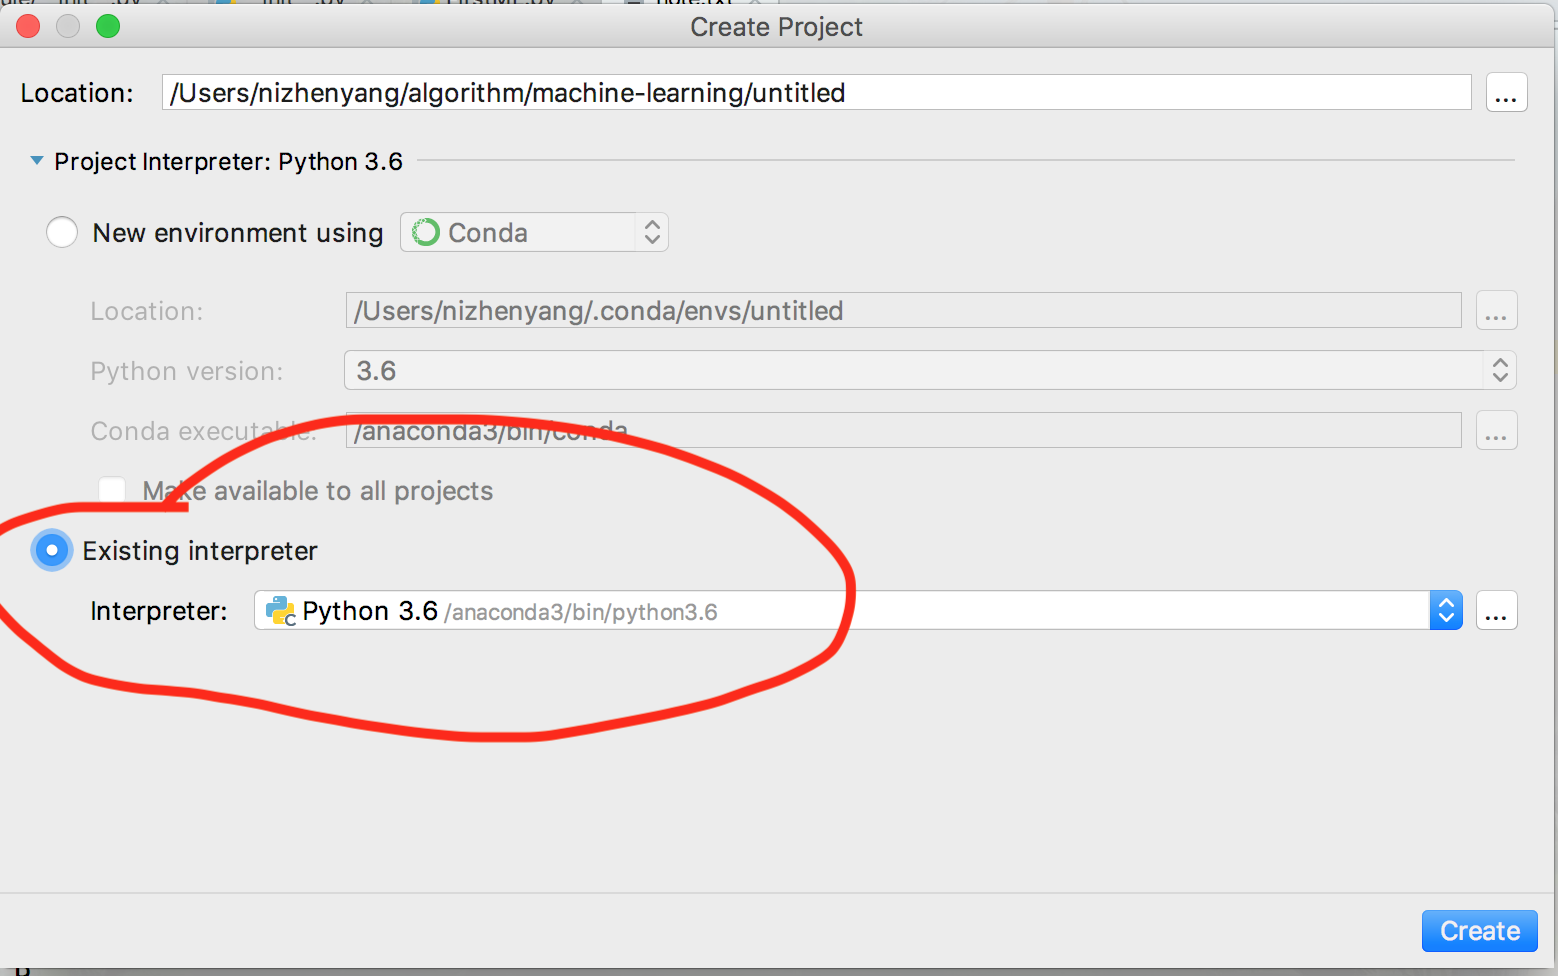 Create Project
Location: /Users/nizhenyang/algorithm/machine-learning/untitled ...
Project Interpreter: Python 3.6
New environment using Conda
Location: /Users/nizhenyang/.conda/envs/untitled ...
Python version: 3.6
Conda executable: /anaconda3/bin/conda ...
Make available to all projects
Existing interpreter
Interpreter: Python 3.6 /anaconda3/bin/python3.6 ...
Create